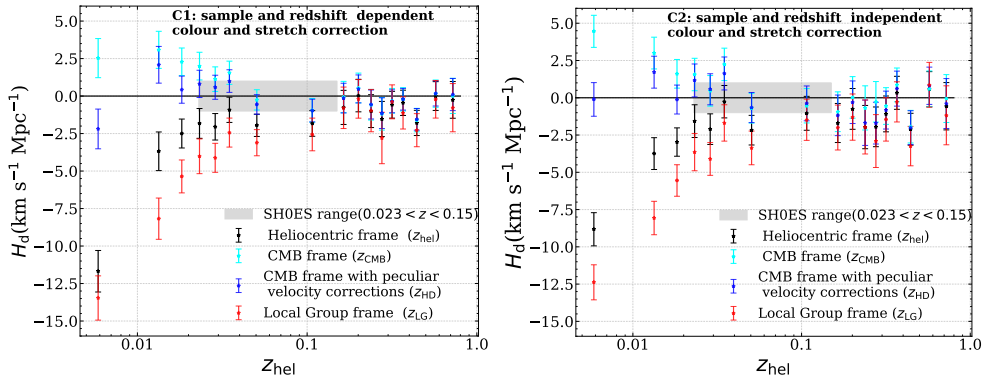 C1: sample and redshift dependent
colour and stretch correction
5.0
2.5
0.0
−2.5
−5.0
−7.5
−10.0
−12.5
−15.0
H_d(km s⁻¹ Mpc⁻¹)
SH0ES range(0.023 < z < 0.15)
Heliocentric frame (z_hel)
CMB frame (z_CMB)
CMB frame with peculiar
velocity corrections (z_HD)
Local Group frame (z_LG)
0.01
0.1
1.0
z_hel
C2: sample and redshift independent
colour and stretch correction
5.0
2.5
0.0
−2.5
−5.0
−7.5
−10.0
−12.5
−15.0
H_d(km s⁻¹ Mpc⁻¹)
SH0ES range(0.023 < z < 0.15)
Heliocentric frame (z_hel)
CMB frame (z_CMB)
CMB frame with peculiar
velocity corrections (z_HD)
Local Group frame (z_LG)
0.01
0.1
1.0
z_hel